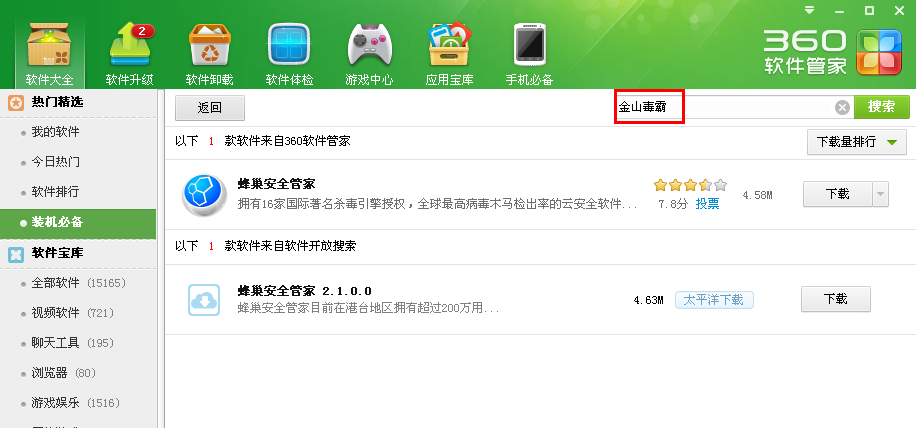 2
360
软件管家
软件大全 软件升级 软件卸载 软件体检 游戏中心 应用宝库 手机必备
热门精选
我的软件
今日热门
软件排行
装机必备
软件宝库
全部软件 (15165)
视频软件 (721)
聊天工具 (195)
浏览器 (80)
游戏娱乐 (1516)
返回 金山毒霸 搜索
以下 1 款软件来自360软件管家 下载量排行
蜂巢安全管家
拥有16家国际著名杀毒引擎授权，全球最高病毒木马检出率的云安全软件...
7.8分 投票 4.58M 下载
以下 1 款软件来自软件开放搜索
蜂巢安全管家 2.1.0.0
蜂巢安全管家目前在港台地区拥有超过200万用...
4.63M 太平洋下载 下载